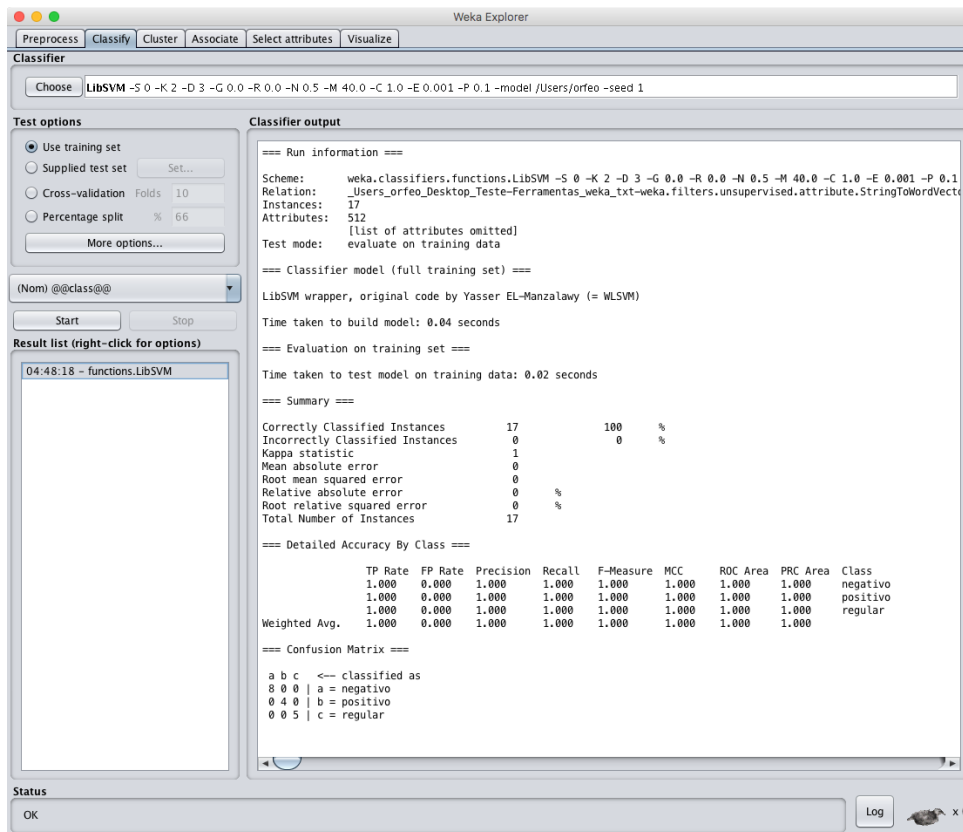 Weka Explorer
Preprocess Classify Cluster Associate Select attributes Visualize
Classifier
Choose LibSVM -S 0 -K 2 -D 3 -G 0.0 -R 0.0 -N 0.5 -M 40.0 -C 1.0 -E 0.001 -P 0.1 -model /Users/orfeo -seed 1
Test options
Use training set
Supplied test set Set...
Cross-validation Folds 10
Percentage split % 66
More options...
(Nom) @@class@@
Start Stop
Result list (right-click for options)
04:48:18 - functions.LibSVM
Classifier output
=== Run information ===
Scheme: weka.classifiers.functions.LibSVM -S 0 -K 2 -D 3 -G 0.0 -R 0.0 -N 0.5 -M 40.0 -C 1.0 -E 0.001 -P 0.1
Relation: _Users_orfeo_Desktop_Teste-Ferramentas_weka_txt-weka.filters.unsupervised.attribute.StringToWordVecto
Instances: 17
Attributes: 512
[list of attributes omitted]
Test mode: evaluate on training data
=== Classifier model (full training set) ===
LibSVM wrapper, original code by Yasser EL-Manzalawy (= WLSVM)
Time taken to build model: 0.04 seconds
=== Evaluation on training set ===
Time taken to test model on training data: 0.02 seconds
=== Summary ===
Correctly Classified Instances 17 100 %
Incorrectly Classified Instances 0 0 %
Kappa statistic 1
Mean absolute error 0
Root mean squared error 0
Relative absolute error 0 %
Root relative squared error 0 %
Total Number of Instances 17
=== Detailed Accuracy By Class ===
TP Rate FP Rate Precision Recall F-Measure MCC ROC Area PRC Area Class
1.000 0.000 1.000 1.000 1.000 1.000 1.000 1.000 negativo
1.000 0.000 1.000 1.000 1.000 1.000 1.000 1.000 positivo
1.000 0.000 1.000 1.000 1.000 1.000 1.000 1.000 regular
Weighted Avg. 1.000 0.000 1.000 1.000 1.000 1.000 1.000 1.000
=== Confusion Matrix ===
a b c <-- classified as
8 0 0 | a = negativo
0 4 0 | b = positivo
0 0 5 | c = regular
Status
OK
Log
x